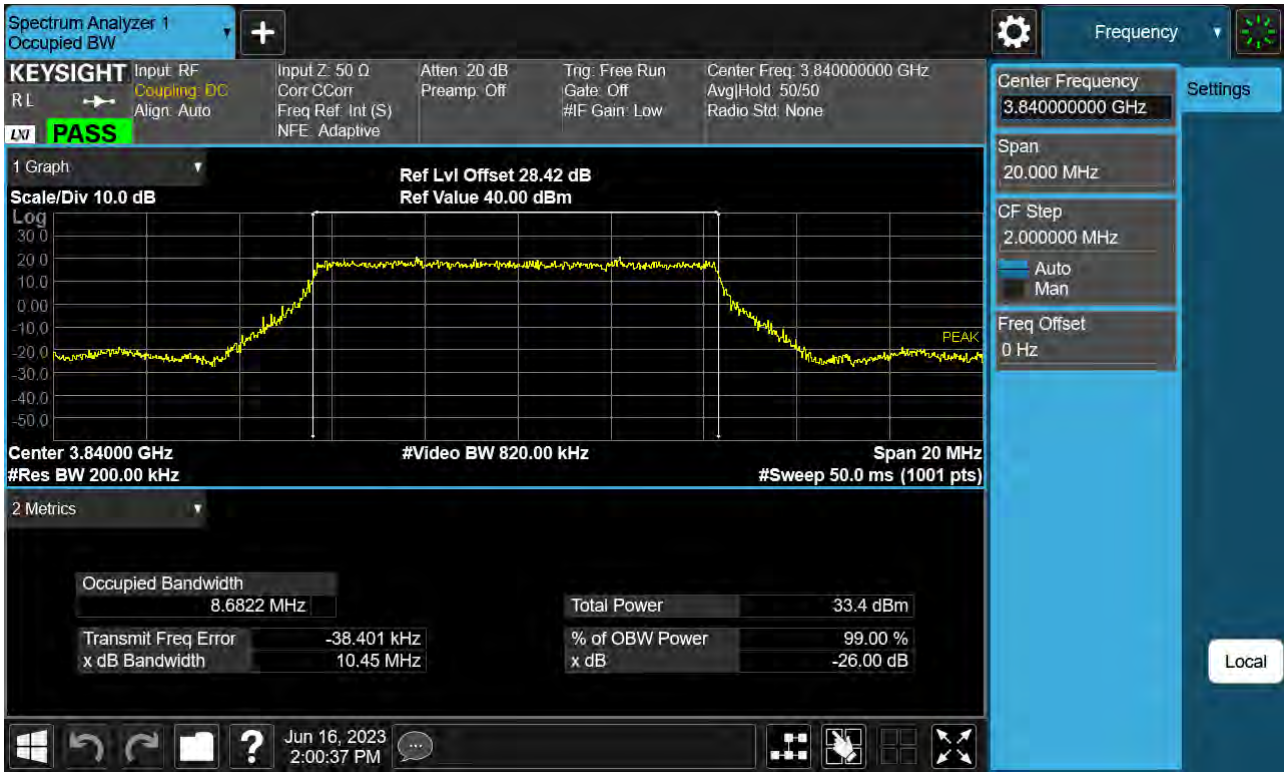 Spectrum Analyzer 1
Occupied BW
Frequency
KEYSIGHT
RL
LXI
PASS
Input: RF
Coupling: DC
Align: Auto
Input Z: 50 Ω
Corr CCorr
Freq Ref: Int (S)
NFE: Adaptive
Atten: 20 dB
Preamp: Off
Trig: Free Run
Gate: Off
#IF Gain: Low
Center Freq: 3.840000000 GHz
Avg|Hold: 50/50
Radio Std: None
Center Frequency
3.840000000 GHz
Settings
Span
20.000 MHz
CF Step
2.000000 MHz
Auto
Man
Freq Offset
0 Hz
Local
1 Graph
Scale/Div 10.0 dB
Ref Lvl Offset 28.42 dB
Ref Value 40.00 dBm
Log
30.0
20.0
10.0
0.00
-10.0
-20.0
-30.0
-40.0
-50.0
PEAK
Center 3.84000 GHz
#Video BW 820.00 kHz
Span 20 MHz
#Res BW 200.00 kHz
#Sweep 50.0 ms (1001 pts)
2 Metrics
Occupied Bandwidth
8.6822 MHz
Total Power 33.4 dBm
Transmit Freq Error -38.401 kHz
% of OBW Power 99.00 %
x dB Bandwidth 10.45 MHz
x dB -26.00 dB
?
Jun 16, 2023
2:00:37 PM